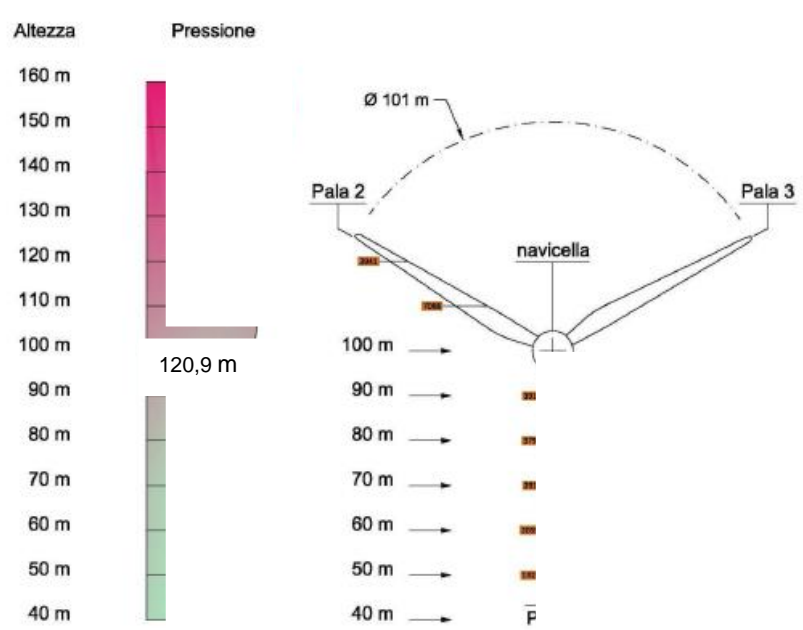 Altezza Pressione
160 m
150 m
Ø 101 m
140 m
Pala 2 Pala 3
130 m
navicella
120 m
110 m
100 m 100 m
120,9 m
90 m 90 m
80 m 80 m
70 m 70 m
60 m 60 m
50 m 50 m
40 m 40 m
P